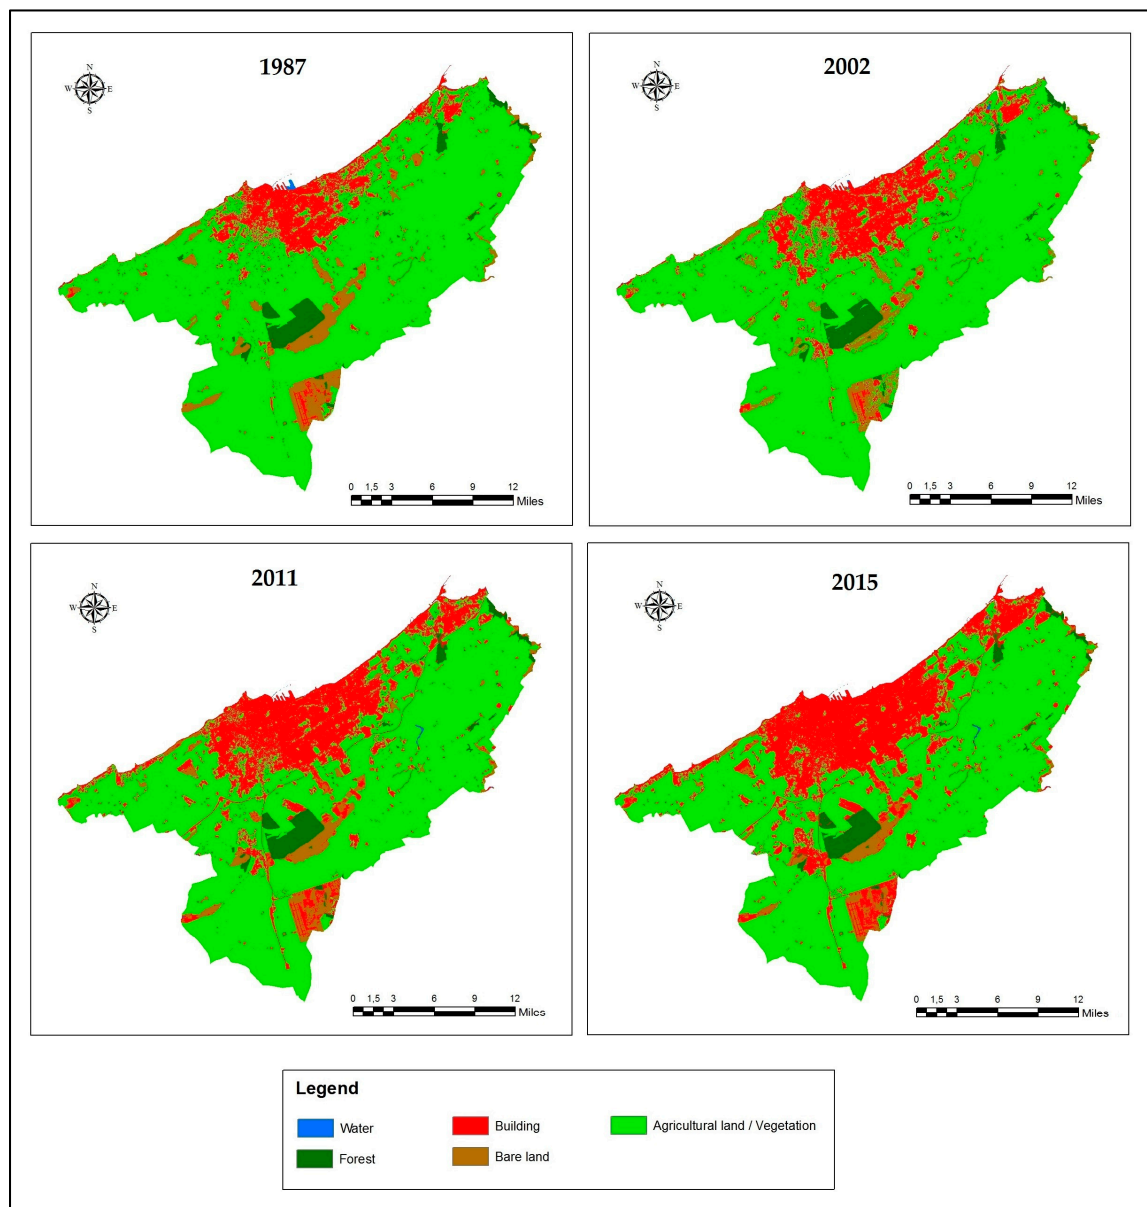 1987
N
W E
S
0 1,5 3 6 9 12
Miles
2002
N
W E
S
0 1,5 3 6 9 12
Miles
2011
N
W E
S
0 1,5 3 6 9 12
Miles
2015
N
W E
S
0 1,5 3 6 9 12
Miles
Legend
Water Building Agricultural land / Vegetation
Forest Bare land